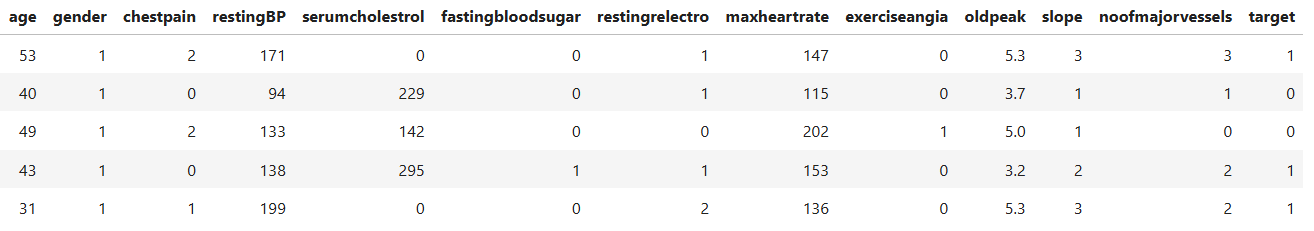 age gender chestpain restingBP serumcholestrol fastingbloodsugar restingrelectro maxheartrate exerciseangia oldpeak slope noofmajorvessels target
53 1 2 171 0 0 1 147 0 5.3 3 3 1
40 1 0 94 229 0 1 115 0 3.7 1 1 0
49 1 2 133 142 0 0 202 1 5.0 1 0 0
43 1 0 138 295 1 1 153 0 3.2 2 2 1
31 1 1 199 0 0 2 136 0 5.3 3 2 1